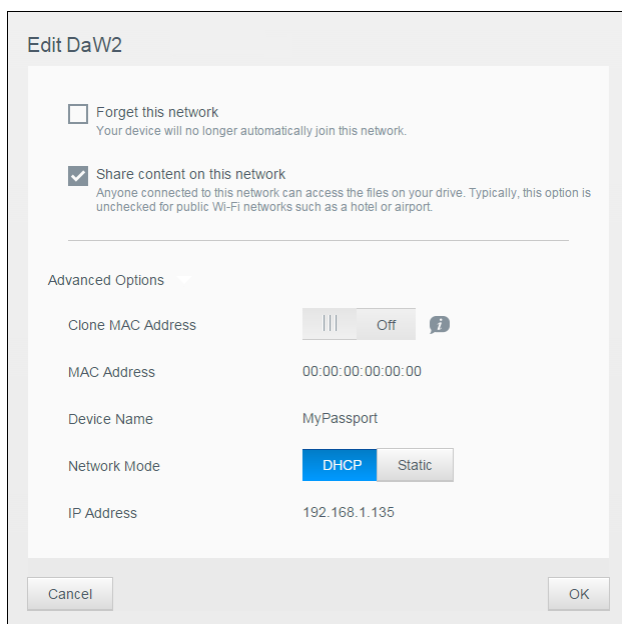 Edit DaW2
Forget this network
Your device will no longer automatically join this network.
Share content on this network
Anyone connected to this network can access the files on your drive. Typically, this option is
unchecked for public Wi-Fi networks such as a hotel or airport.
Advanced Options
Clone MAC Address Off i
MAC Address 00:00:00:00:00:00
Device Name MyPassport
Network Mode DHCP Static
IP Address 192.168.1.135
Cancel OK